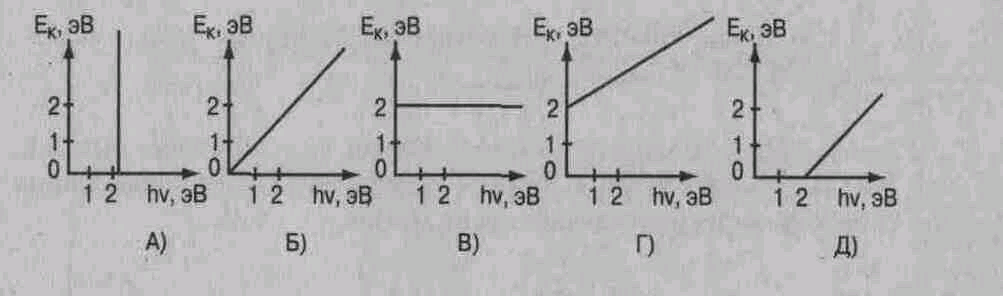 Eк, эВ Eк, эВ Eк, эВ Eк, эВ Eк, эВ
2 2 2 2 2
1 1 1 1 1
0 0 0 0 0
1 2 hν, эВ 1 2 hν, эВ 1 2 hν, эВ 1 2 hν, эВ 1 2 hν, эВ
А) Б) В) Г) Д)